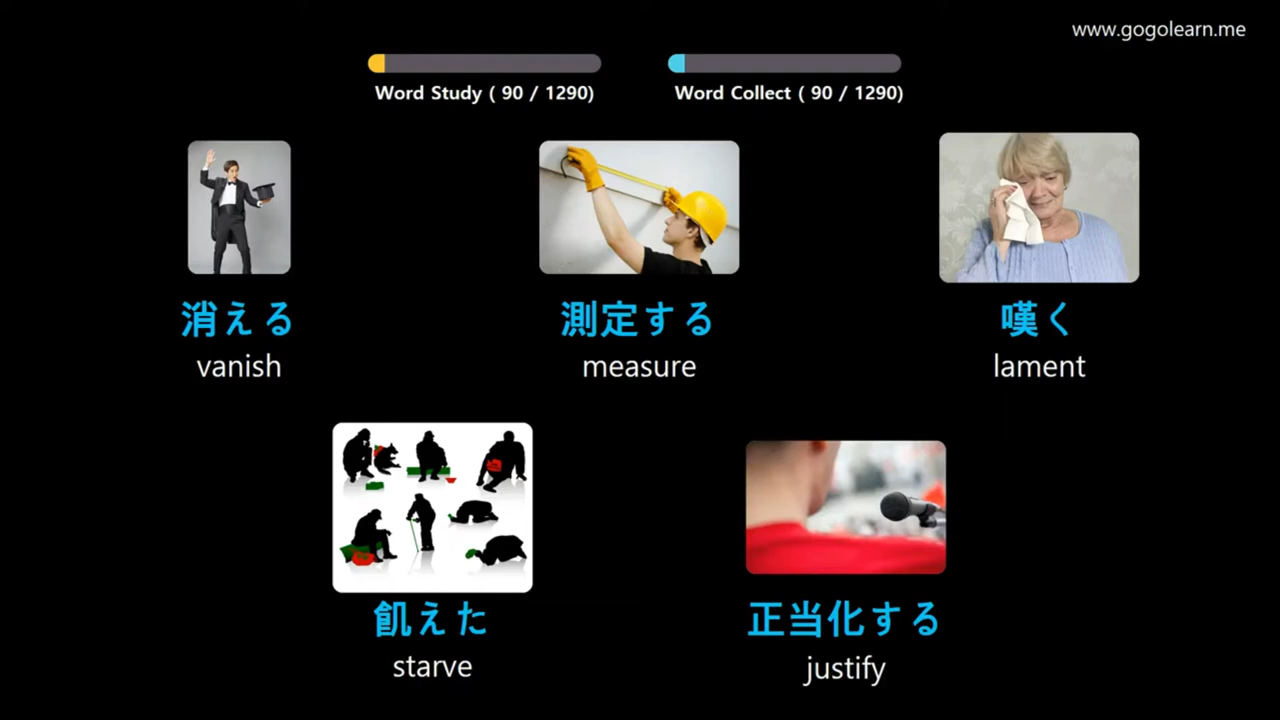 www.gogolearn.me
Word Study ( 90 / 1290)
Word Collect ( 90 / 1290)
消える
vanish
測定する
measure
嘆く
lament
飢えた
starve
正当化する
justify